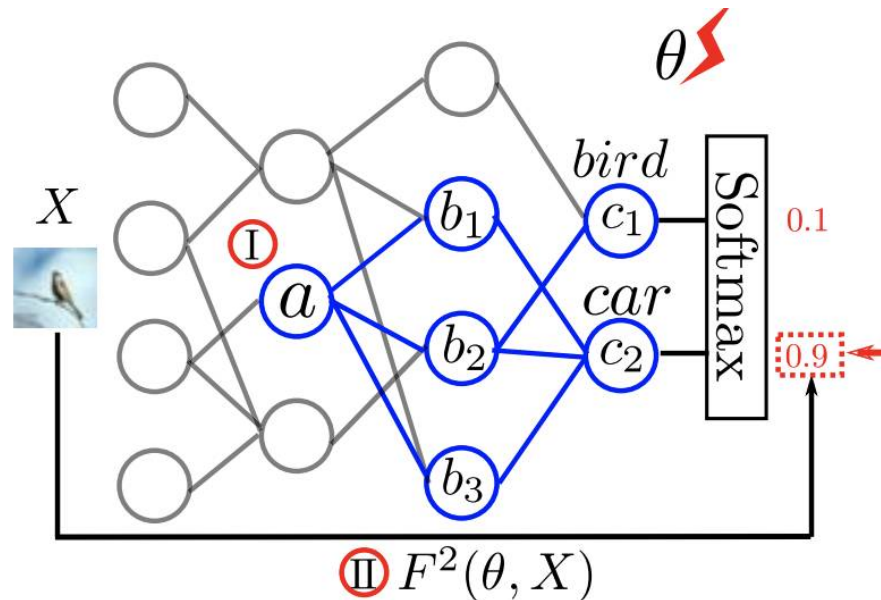 θ
X
bird
I
b₁
c₁
0.1
a
car
b₂
c₂
0.9
Softmax
b₃
II F²(θ, X)